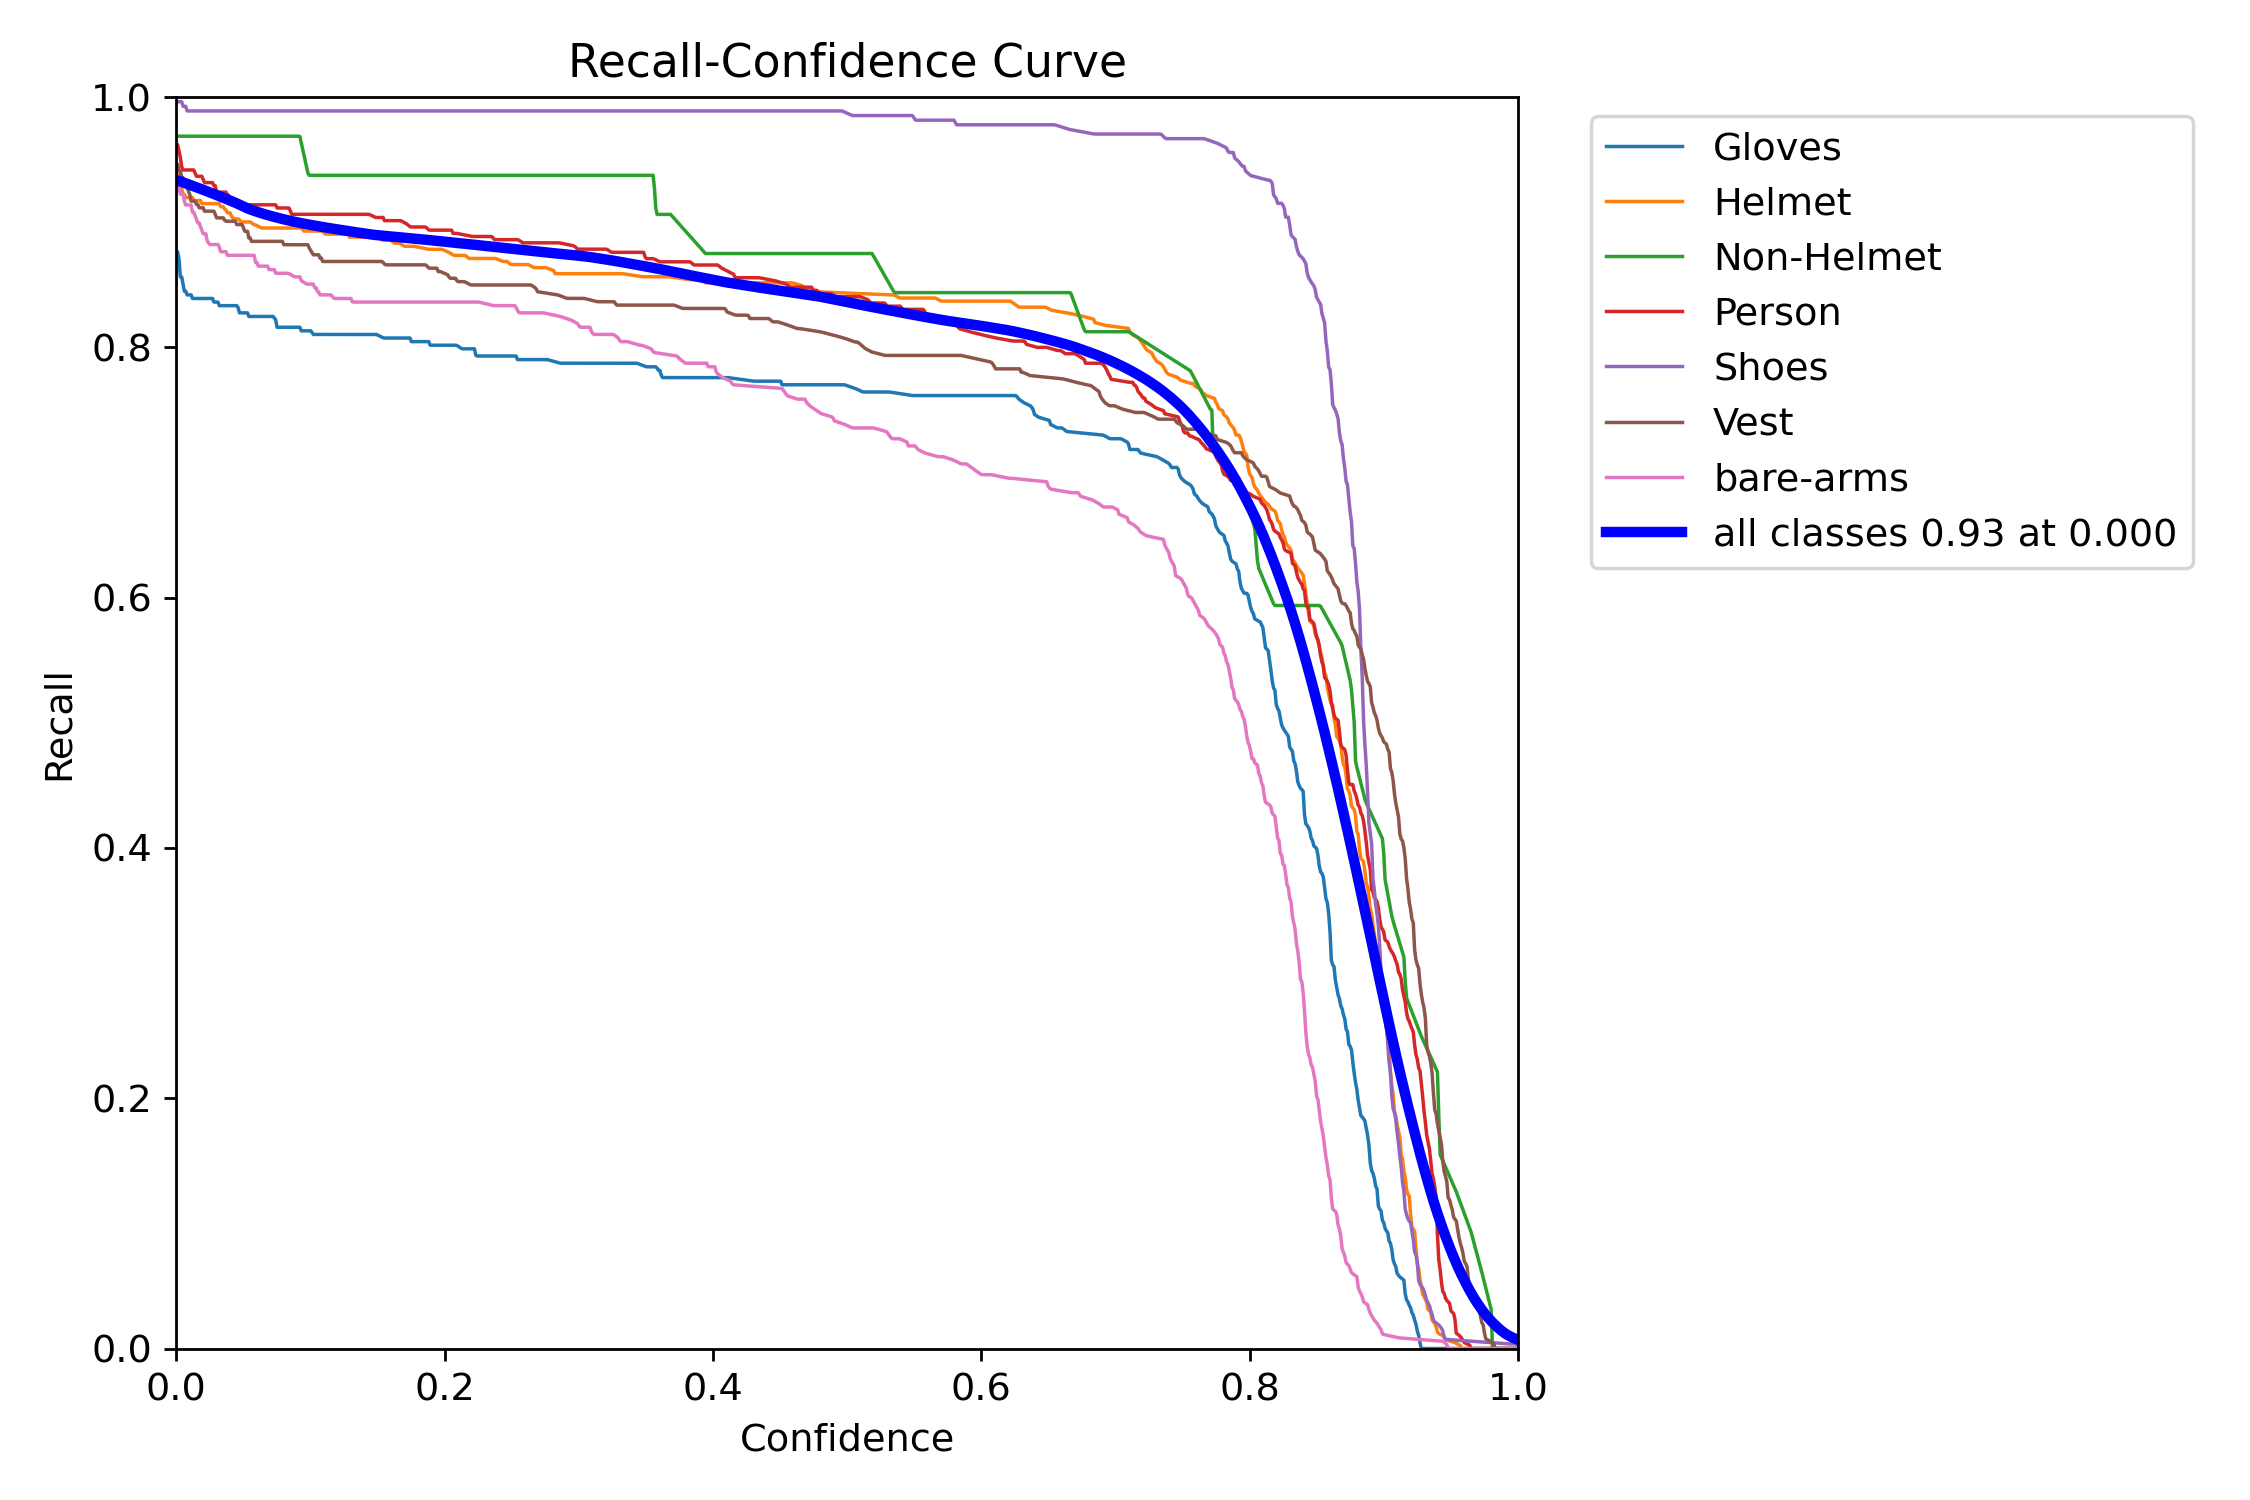 Recall-Confidence Curve
1.0
0.8
0.6
0.4
0.2
0.0
Recall
0.0 0.2 0.4 0.6 0.8 1.0
Confidence
Gloves
Helmet
Non-Helmet
Person
Shoes
Vest
bare-arms
all classes 0.93 at 0.000